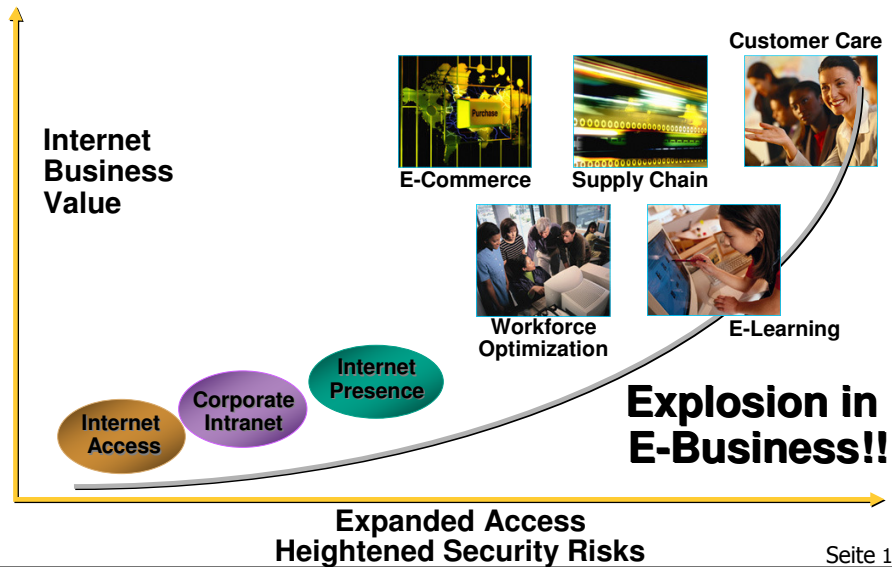 Customer Care
Purchase
Internet
Business
Value
E-Commerce
Supply Chain
Workforce
Optimization
E-Learning
Internet
Presence
Corporate
Intranet
Internet
Access
Explosion in
E-Business!!
Expanded Access
Heightened Security Risks
Seite 1